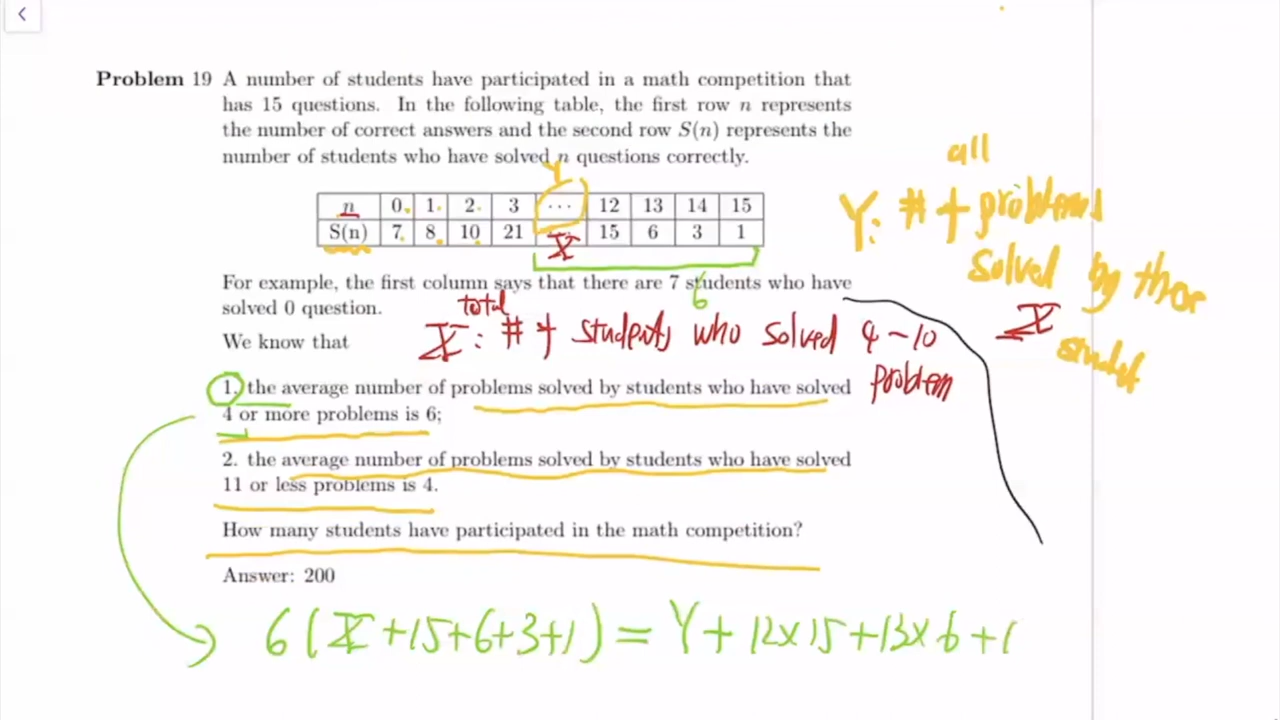 Problem 19 A number of students have participated in a math competition that
has 15 questions. In the following table, the first row n represents
the number of correct answers and the second row S(n) represents the
number of students who have solved n questions correctly.
Y
n 0 1 2 3 ... 12 13 14 15
S(n) 7 8 10 21 X 15 6 3 1
6
all
Y: # of problems
solved by those
X
student
For example, the first column says that there are 7 students who have
solved 0 question.
total
X: # of students who solved 4~10
problem
We know that
1. the average number of problems solved by students who have solved
4 or more problems is 6;
2. the average number of problems solved by students who have solved
11 or less problems is 4.
How many students have participated in the math competition?
Answer: 200
6(X+15+6+3+1) = Y+12x15+13x6+1